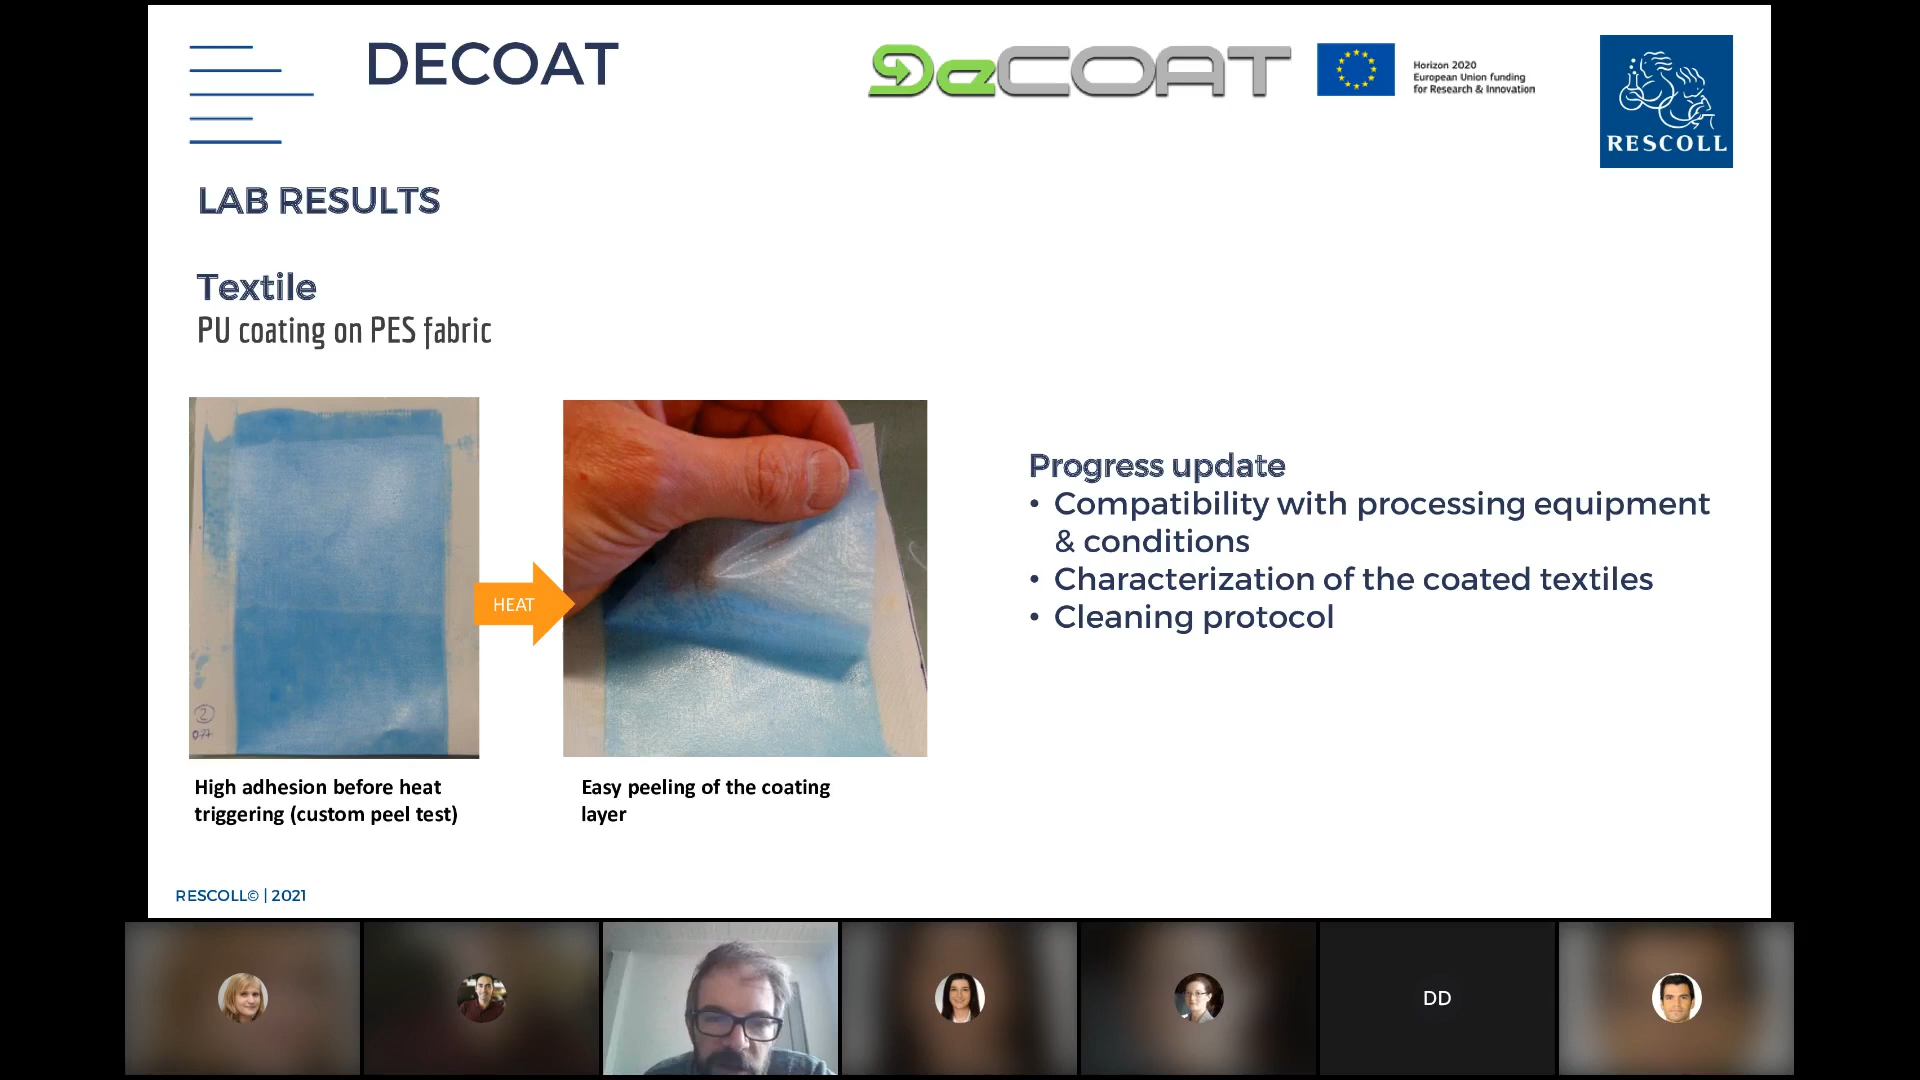 DECOAT
DeCOAT
Horizon 2020
European Union funding
for Research & Innovation
RESCOLL
LAB RESULTS
Textile
PU coating on PES fabric
HEAT
2
077
High adhesion before heat
triggering (custom peel test)
Easy peeling of the coating
layer
Progress update
• Compatibility with processing equipment
& conditions
• Characterization of the coated textiles
• Cleaning protocol
RESCOLL© | 2021
DD